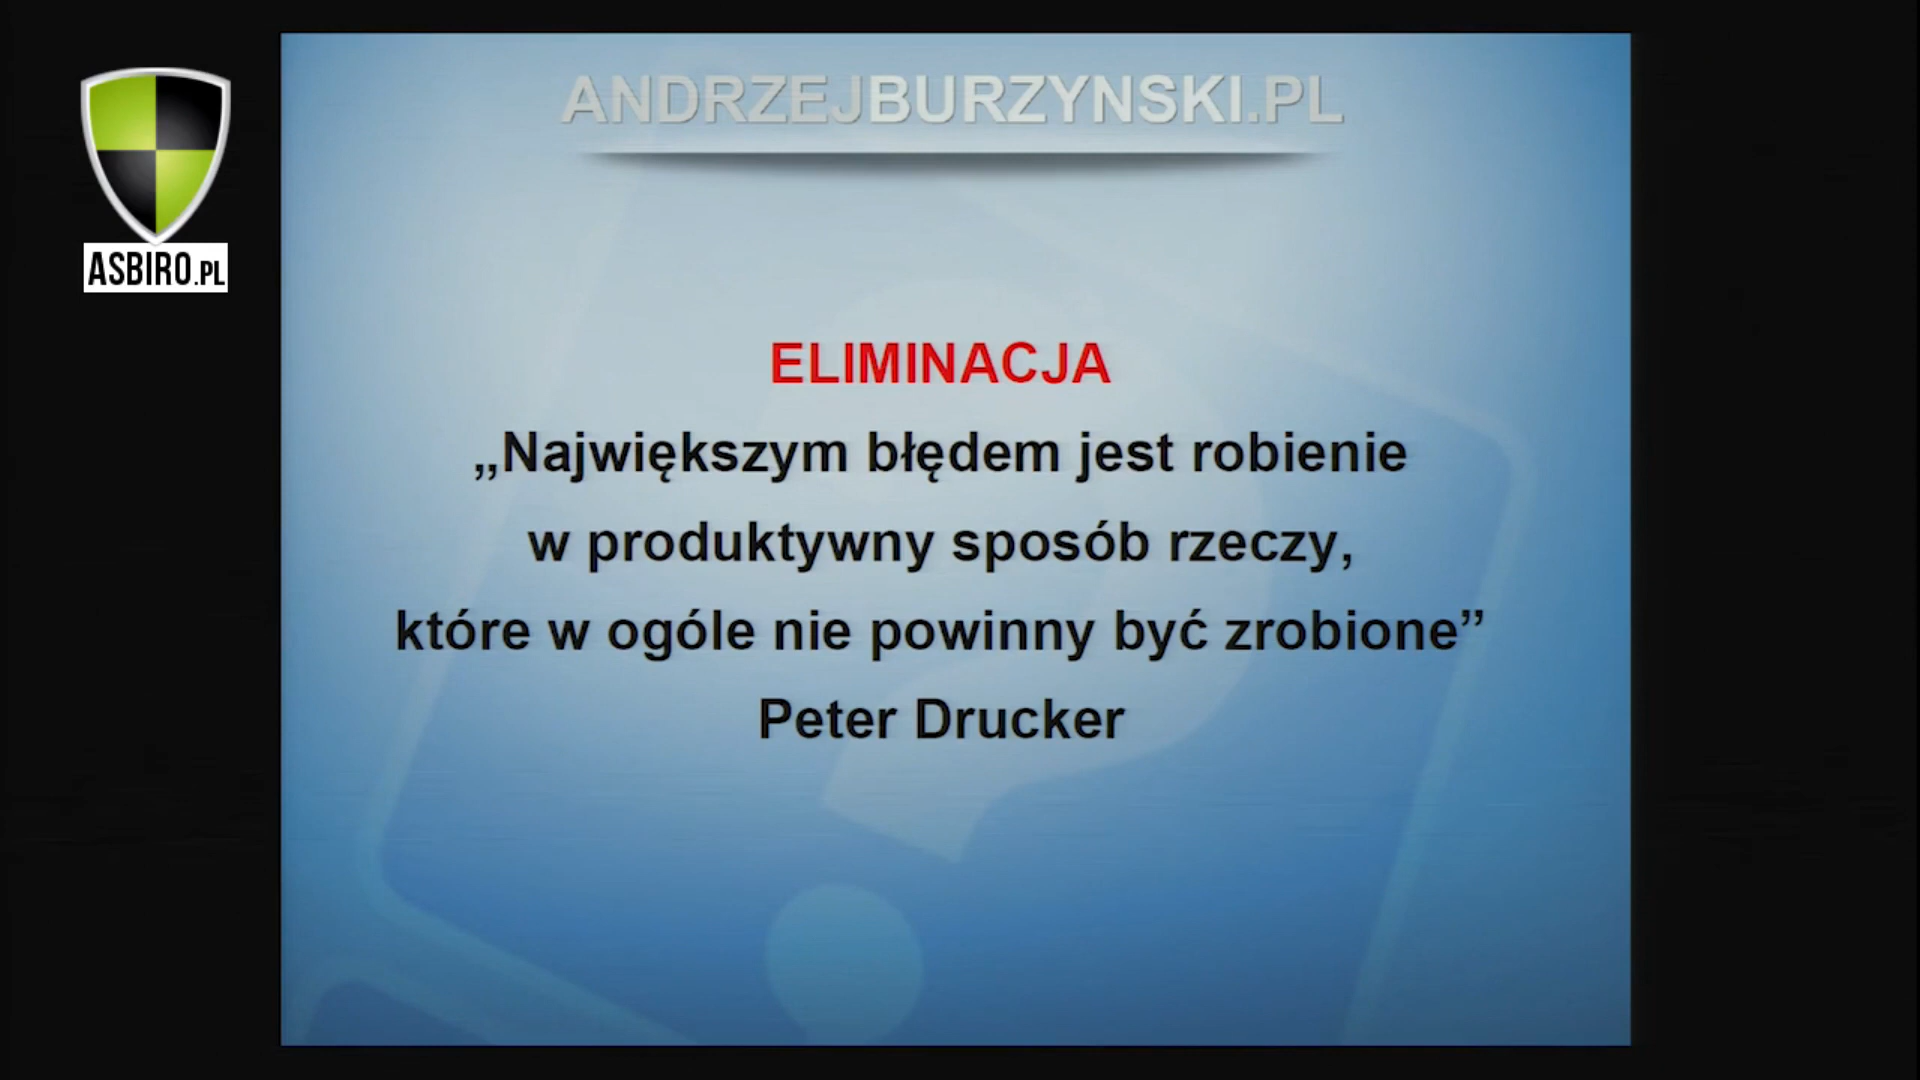 ANDRZEJBURZYNSKI.PL
ASBIRO.PL
ELIMINACJA
„Największym błędem jest robienie
w produktywny sposób rzeczy,
które w ogóle nie powinny być zrobione”
Peter Drucker